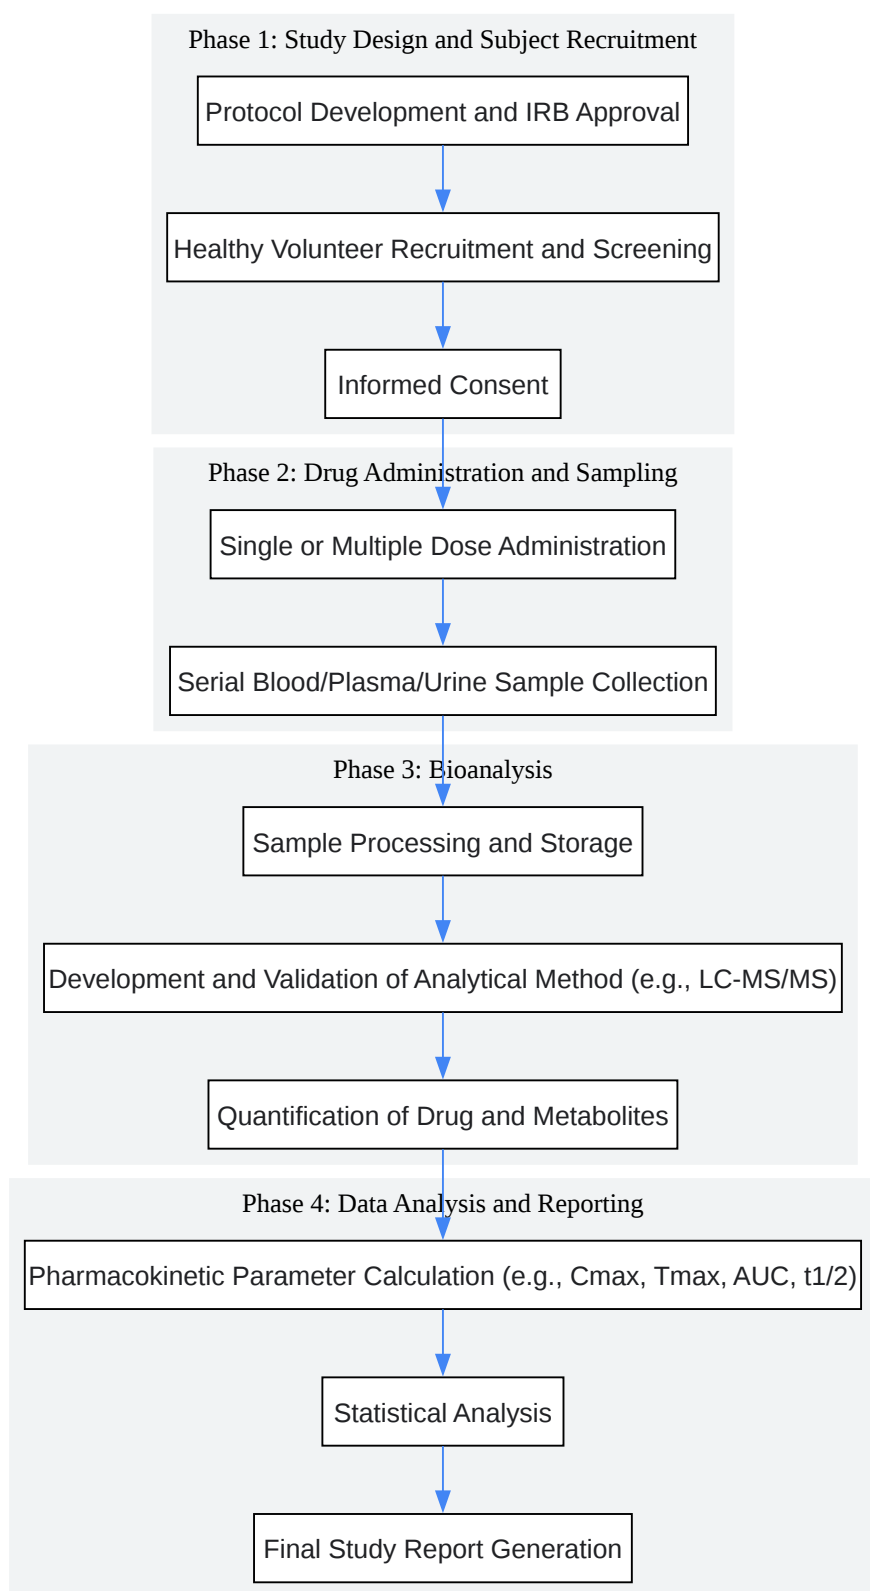 Phase 1: Study Design and Subject Recruitment
Protocol Development and IRB Approval
Healthy Volunteer Recruitment and Screening
Informed Consent
Phase 2: Drug Administration and Sampling
Single or Multiple Dose Administration
Serial Blood/Plasma/Urine Sample Collection
Phase 3: Bioanalysis
Sample Processing and Storage
Development and Validation of Analytical Method (e.g., LC-MS/MS)
Quantification of Drug and Metabolites
Phase 4: Data Analysis and Reporting
Pharmacokinetic Parameter Calculation (e.g., Cmax, Tmax, AUC, t1/2)
Statistical Analysis
Final Study Report Generation